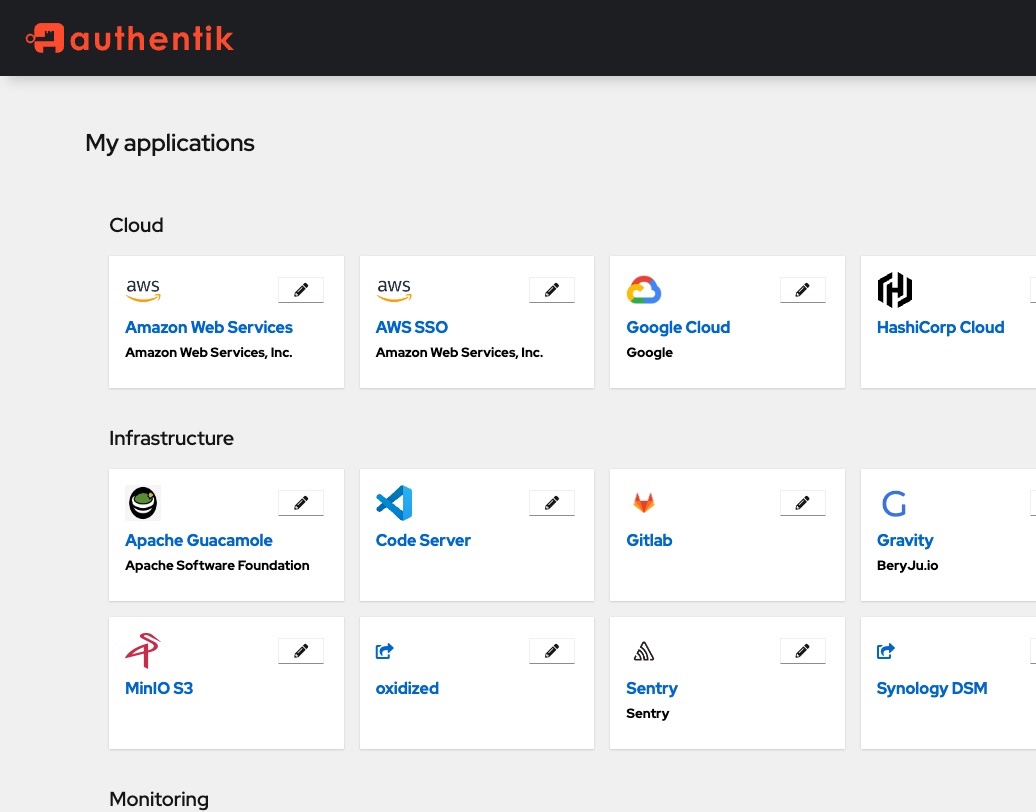 authentik
My applications
Cloud
aws
aws
Amazon Web Services
AWS SSO
Google Cloud
HashiCorp Cloud
Amazon Web Services, Inc.
Amazon Web Services, Inc.
Google
Infrastructure
Apache Guacamole
Code Server
Gitlab
Gravity
Apache Software Foundation
BeryJu.io
MinIO S3
oxidized
Sentry
Synology DSM
Sentry
Monitoring